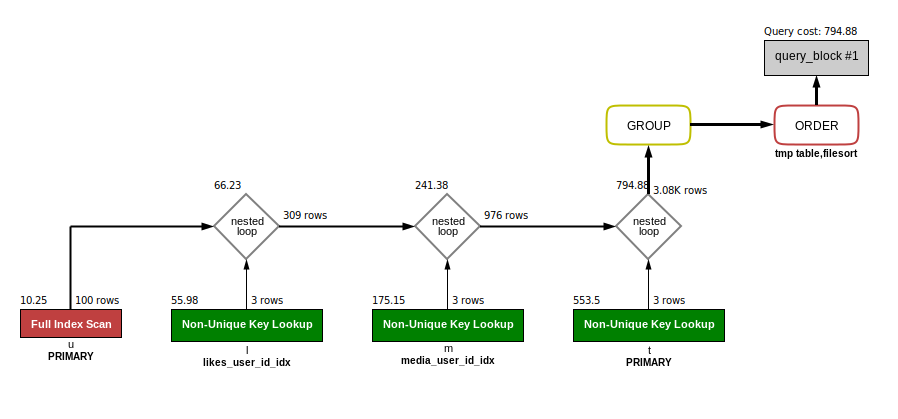 Query cost: 794.88
query_block #1
GROUP
ORDER
tmp table,filesort
66.23
241.38
794.88
3.08K rows
nested
loop
309 rows
nested
loop
976 rows
nested
loop
10.25
100 rows
55.98
3 rows
175.15
3 rows
553.5
3 rows
Full Index Scan
Non-Unique Key Lookup
Non-Unique Key Lookup
Non-Unique Key Lookup
u
PRIMARY
l
likes_user_id_idx
m
media_user_id_idx
t
PRIMARY